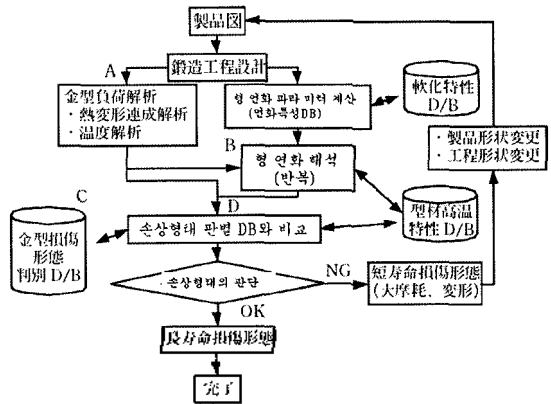 製品図
鍛造工程設計
A
金型負荷解析
・熱変形連成解析
・温度解析
형 연화 파라미터 계산
(연화특성DB)
軟化特性
D/B
B
형 연화 해석
(반복)
・製品形状変更
・工程形状変更
C
D
金型損傷
形態
判別 D/B
손상형태 판별 DB와 비교
型材高温
特性 D/B
손상형태의 판단
NG
短寿命損傷形態
(大摩耗、変形)
OK
良寿命損傷形態
完了